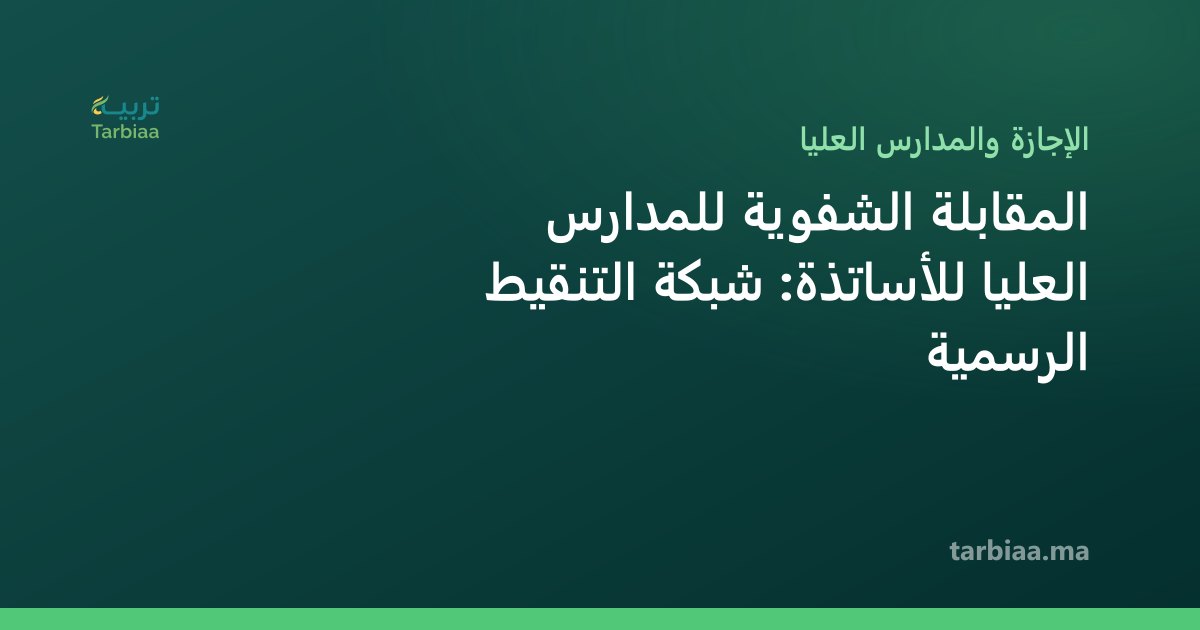 تربية
Tarbiaa
الإجازة والمدارس العليا
المقابلة الشفوية للمدارس
العليا للأساتذة: شبكة التنقيط
الرسمية
tarbiaa.ma